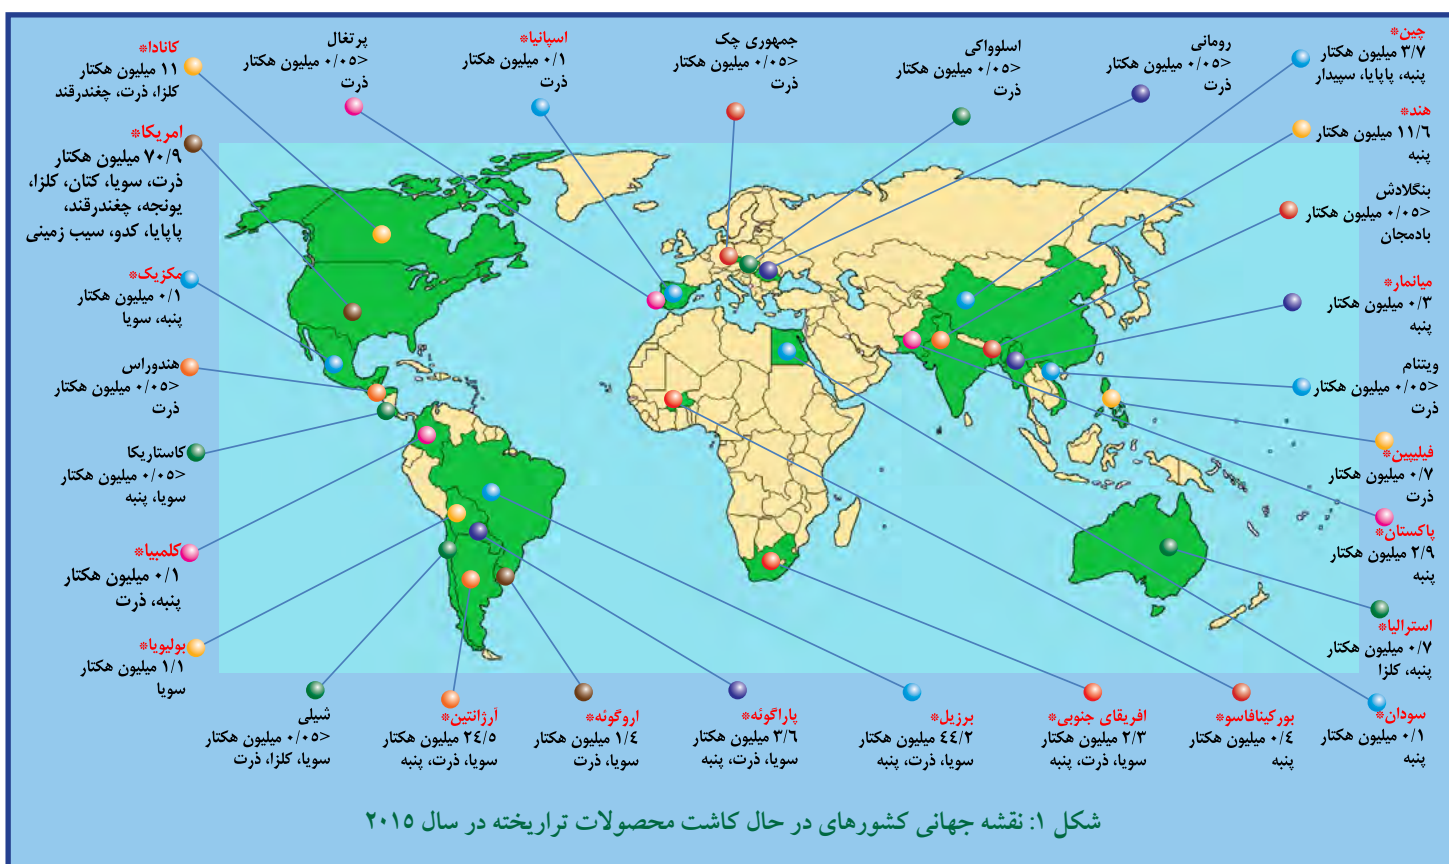 کانادا*
۱۱ میلیون هکتار
کلزا، ذرت، چغندرقند
پرتغال
<۰/۰۵ میلیون هکتار
ذرت
اسپانیا*
۰/۱ میلیون هکتار
ذرت
جمهوری چک
<۰/۰۵ میلیون هکتار
ذرت
اسلوواکی
<۰/۰۵ میلیون هکتار
ذرت
رومانی
<۰/۰۵ میلیون هکتار
ذرت
چین*
۳/۷ میلیون هکتار
پنبه، پاپایا، سپیدار
هند*
۱۱/۶ میلیون هکتار
پنبه
بنگلادش
<۰/۰۵ میلیون هکتار
بادمجان
میانمار*
۰/۳ میلیون هکتار
پنبه
ویتنام
<۰/۰۵ میلیون هکتار
ذرت
فیلیپین*
۰/۷ میلیون هکتار
ذرت
پاکستان*
۲/۹ میلیون هکتار
پنبه
استرالیا*
۰/۷ میلیون هکتار
پنبه، کلزا
سودان*
۰/۱ میلیون هکتار
پنبه
امریکا*
۷۰/۹ میلیون هکتار
ذرت، سویا، کتان، کلزا،
یونجه، چغندرقند،
پاپایا، کدو، سیب زمینی
مکزیک*
۰/۱ میلیون هکتار
پنبه، سویا
هندوراس
<۰/۰۵ میلیون هکتار
ذرت
کاستاریکا
<۰/۰۵ میلیون هکتار
سویا، پنبه
کلمبیا*
۰/۱ میلیون هکتار
پنبه، ذرت
بولیویا*
۱/۱ میلیون هکتار
سویا
شیلی
<۰/۰۵ میلیون هکتار
سویا، کلزا، ذرت
آرژانتین*
۲٤/۵ میلیون هکتار
سویا، ذرت، پنبه
اروگوئه*
۱/٤ میلیون هکتار
سویا، ذرت
پاراگوئه*
۳/۶ میلیون هکتار
سویا، ذرت، پنبه
برزیل*
٤٤/۲ میلیون هکتار
سویا، ذرت، پنبه
افریقای جنوبی*
۲/۳ میلیون هکتار
سویا، ذرت، پنبه
بورکینافاسو*
۰/٤ میلیون هکتار
پنبه
شکل ۱: نقشه جهانی کشورهای در حال کاشت محصولات تراریخته در سال ۲۰۱۵